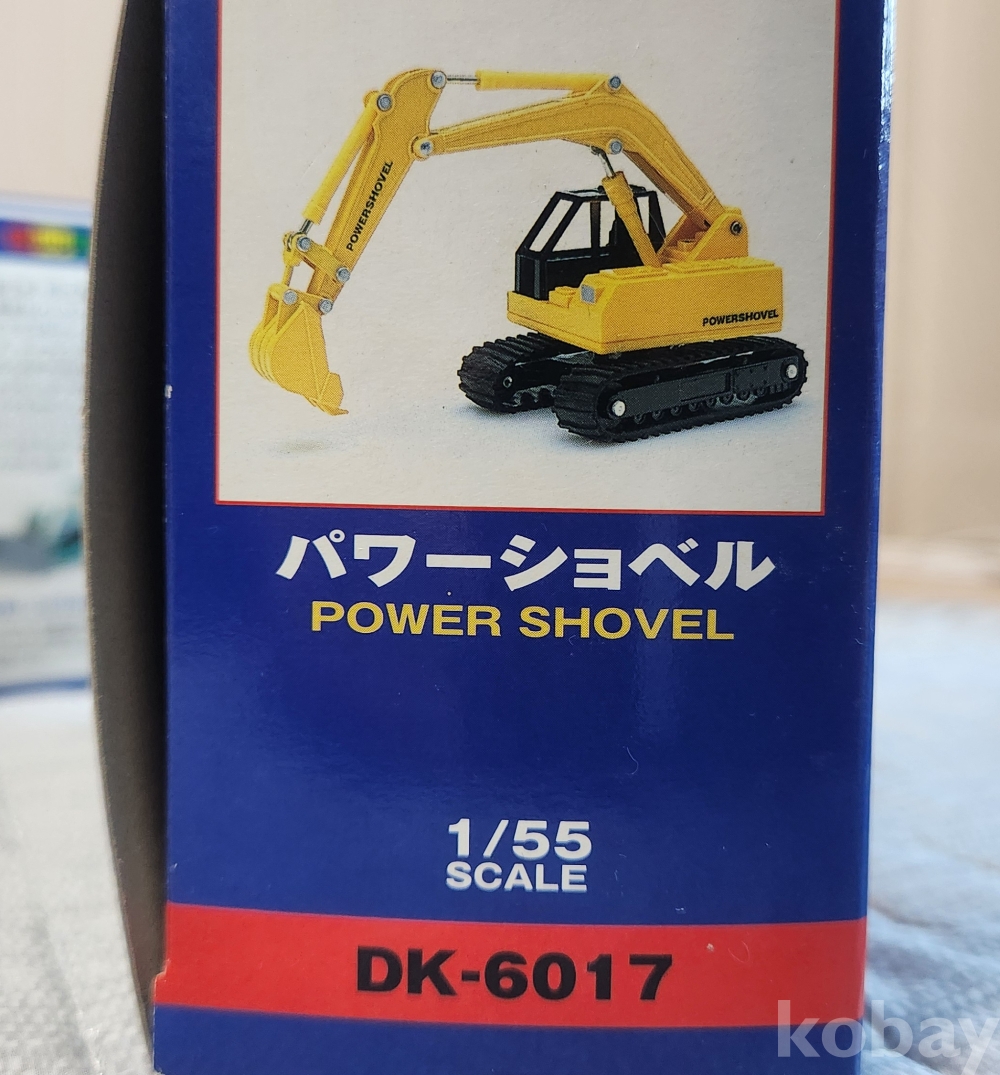 POWERSHOVEL
POWERSHOVEL
パワーショベル
POWER SHOVEL
1/55
SCALE
DK-6017
kobay